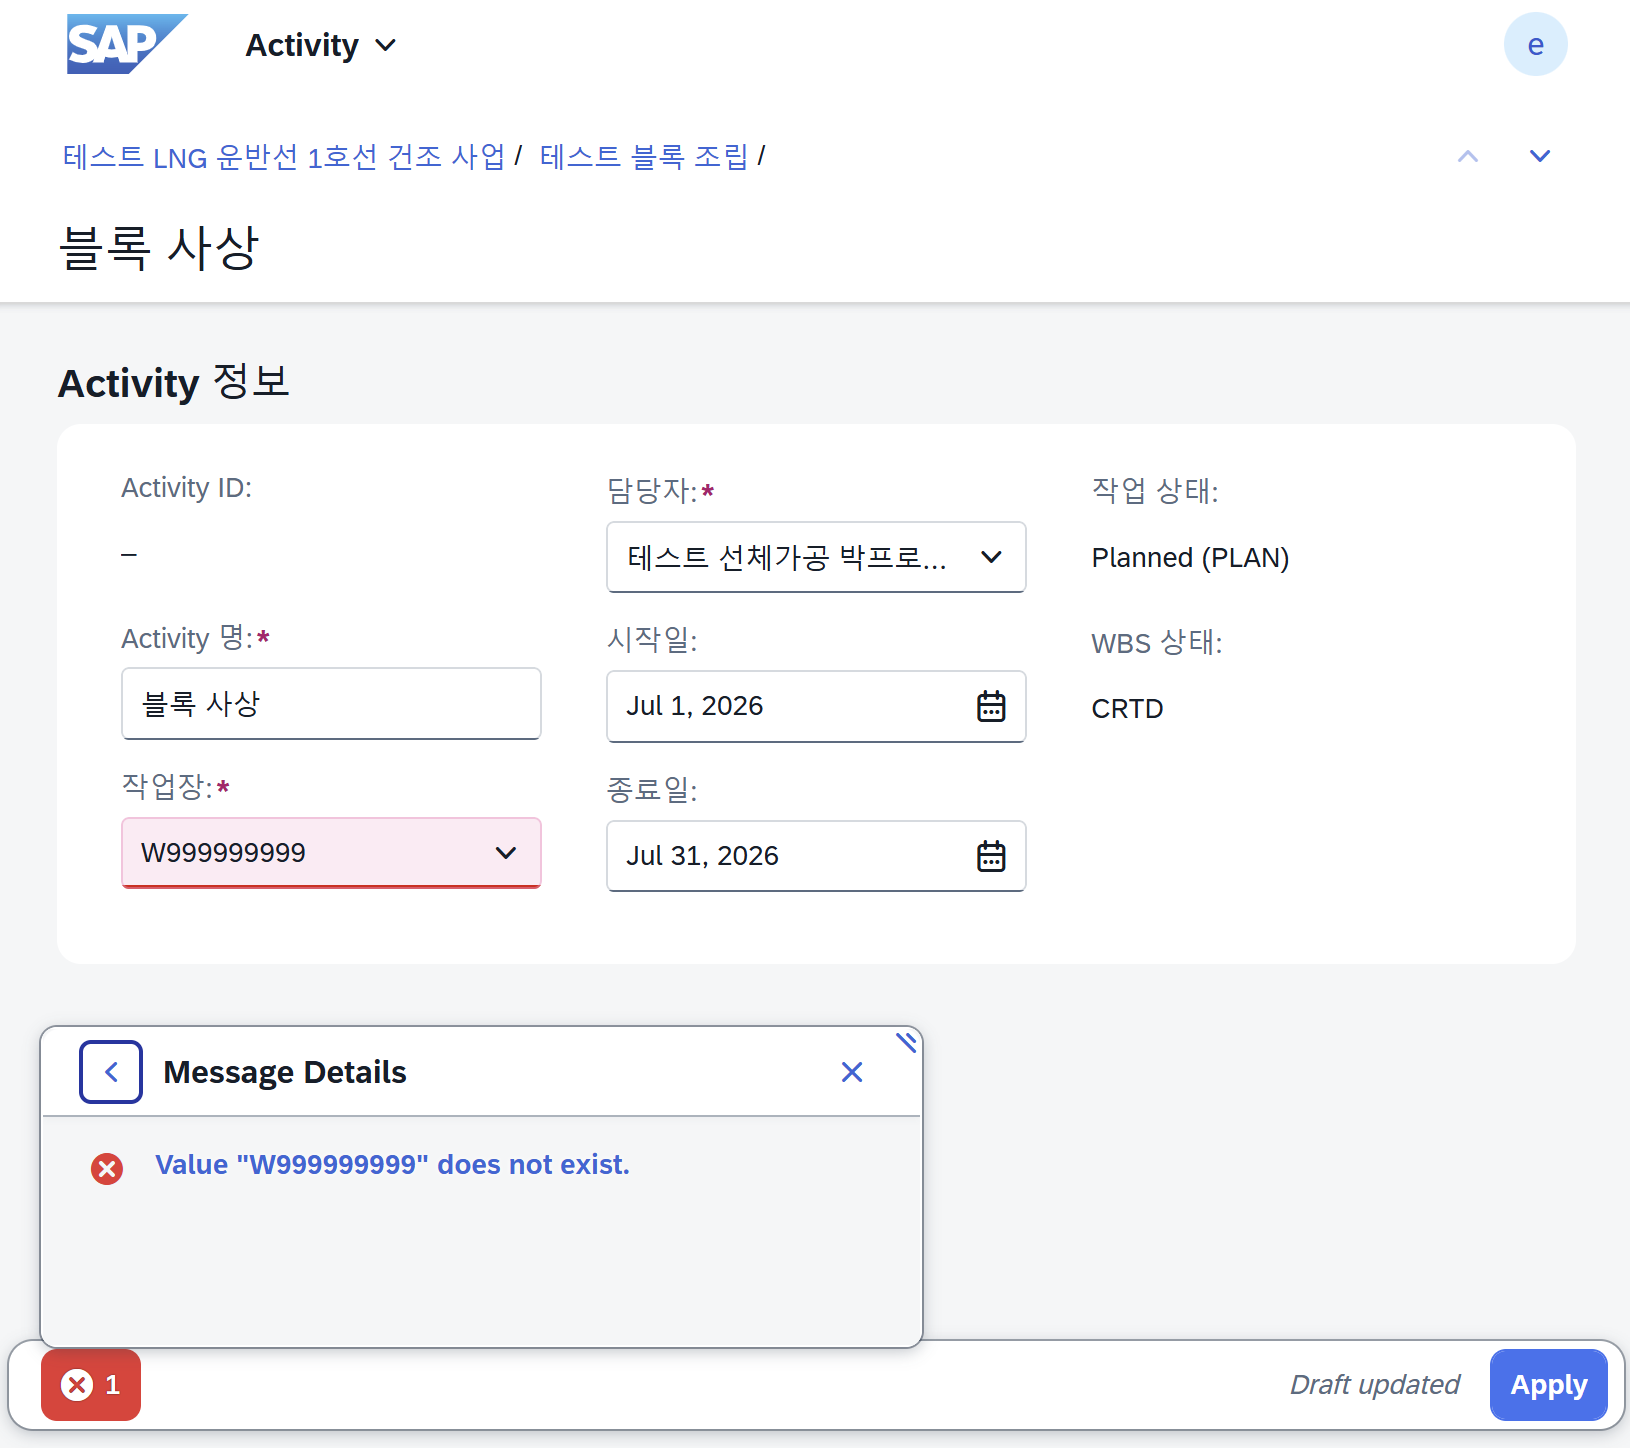 SAP
Activity
e
테스트 LNG 운반선 1호선 건조 사업 / 테스트 블록 조립 /
블록 사상
Activity 정보
Activity ID:
–
Activity 명:*
블록 사상
작업장:*
W999999999
담당자:*
테스트 선체가공 박프로...
시작일:
Jul 1, 2026
종료일:
Jul 31, 2026
작업 상태:
Planned (PLAN)
WBS 상태:
CRTD
Message Details
Value "W999999999" does not exist.
1
Draft updated
Apply